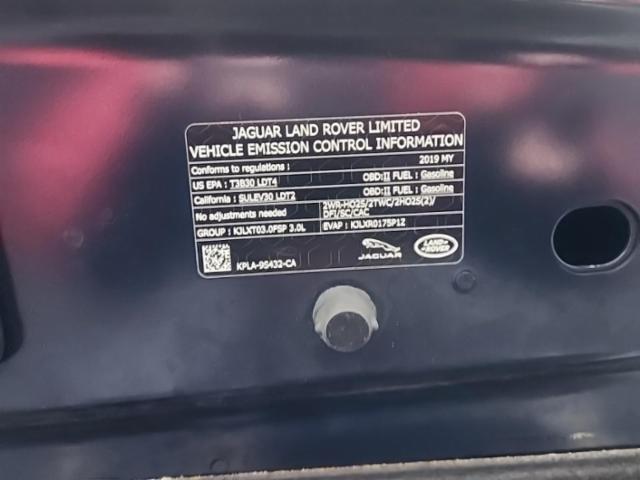 JAGUAR LAND ROVER LIMITED
VEHICLE EMISSION CONTROL INFORMATION
Conforms to regulations : 2019 MY
US EPA : T3B30 LDT4 OBD:II FUEL : Gasoline
California : SULEV30 LDT2 OBD:II FUEL : Gasoline
No adjustments needed 2WR-HO2S/2TWC/2HO2S(2)/
DFI/SC/CAC
GROUP : KJLXT03.0FSP 3.0L EVAP : KJLXR0175P1Z
KPLA-9S432-CA
JAGUAR
LAND
ROVER